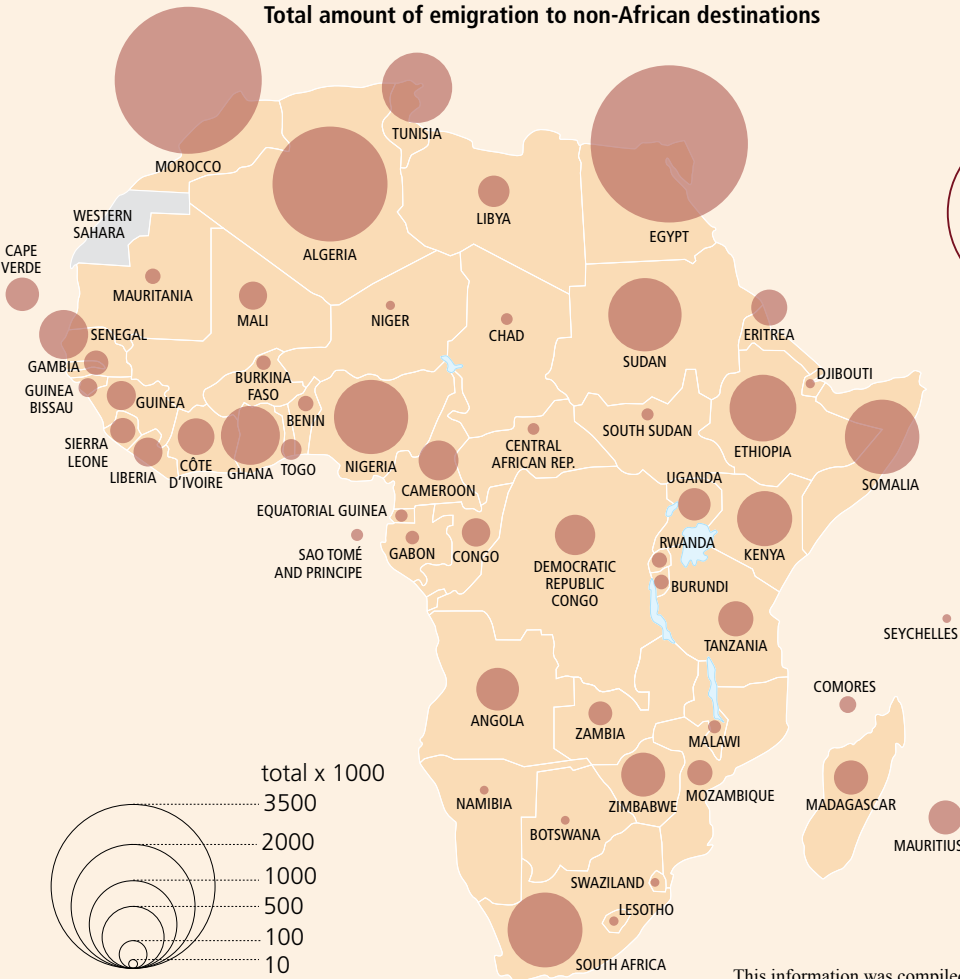 Total amount of emigration to non-African destinations
TUNISIA
MOROCCO
LIBYA
EGYPT
WESTERN
SAHARA
ALGERIA
CAPE
VERDE
MAURITANIA
MALI
NIGER
CHAD
SUDAN
ERITREA
SENEGAL
GAMBIA
GUINEA
BISSAU
GUINEA
BURKINA
FASO
BENIN
DJIBOUTI
SOUTH SUDAN
ETHIOPIA
SOMALIA
SIERRA
LEONE
LIBERIA
CÔTE
D'IVOIRE
GHANA
TOGO
NIGERIA
CAMEROON
CENTRAL
AFRICAN REP.
UGANDA
KENYA
EQUATORIAL GUINEA
SAO TOMÉ
AND PRINCIPE
GABON
CONGO
DEMOCRATIC
REPUBLIC
CONGO
RWANDA
BURUNDI
TANZANIA
SEYCHELLES
COMORES
ANGOLA
ZAMBIA
MALAWI
MOZAMBIQUE
MADAGASCAR
MAURITIUS
NAMIBIA
ZIMBABWE
BOTSWANA
SWAZILAND
LESOTHO
SOUTH AFRICA
total x 1000
3500
2000
1000
500
100
10
This information was compiled